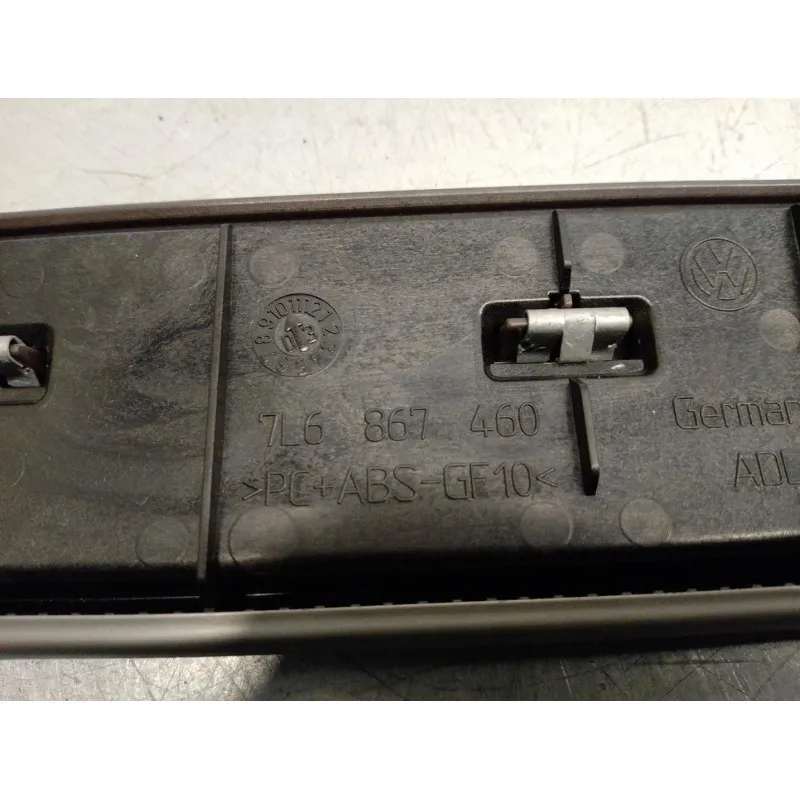 7L6 867 460
>PC+ABS-GF10<
German
ADL